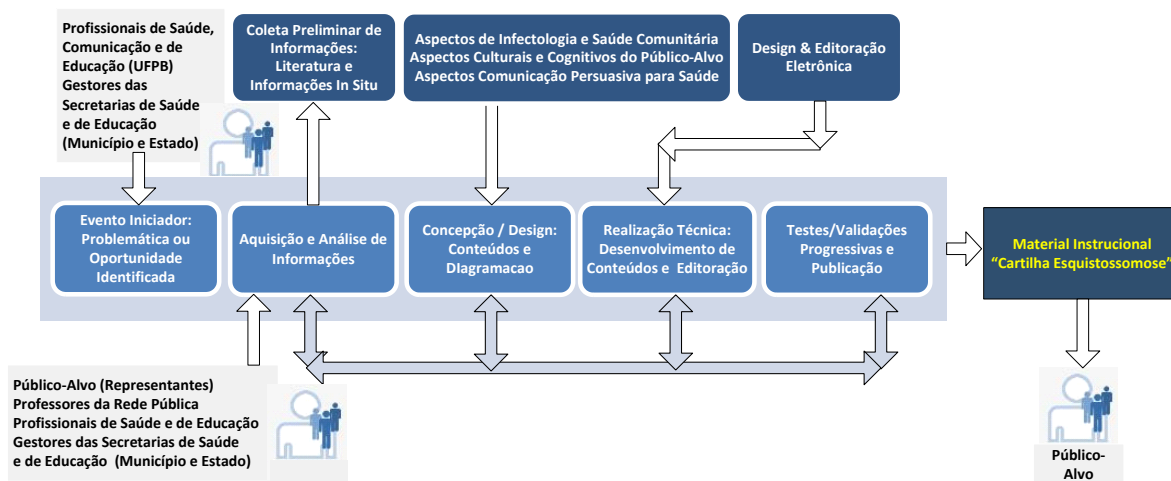 Profissionais de Saúde,
Comunicação e de
Educação (UFPB)
Gestores das
Secretarias de Saúde
e de Educação
(Município e Estado)
Coleta Preliminar de
Informações:
Literatura e
Informações In Situ
Aspectos de Infectologia e Saúde Comunitária
Aspectos Culturais e Cognitivos do Público-Alvo
Aspectos Comunicação Persuasiva para Saúde
Design & Editoração
Eletrônica
Evento Iniciador:
Problemática ou
Oportunidade
Identificada
Aquisição e Análise de
Informações
Concepção / Design:
Conteúdos e
DIagramacao
Realização Técnica:
Desenvolvimento de
Conteúdos e Editoração
Testes/Validações
Progressivas e
Publicação
Material Instrucional
“Cartilha Esquistossomose”
Público-Alvo (Representantes)
Professores da Rede Pública
Profissionais de Saúde e de Educação
Gestores das Secretarias de Saúde
e de Educação (Município e Estado)
Público-
Alvo